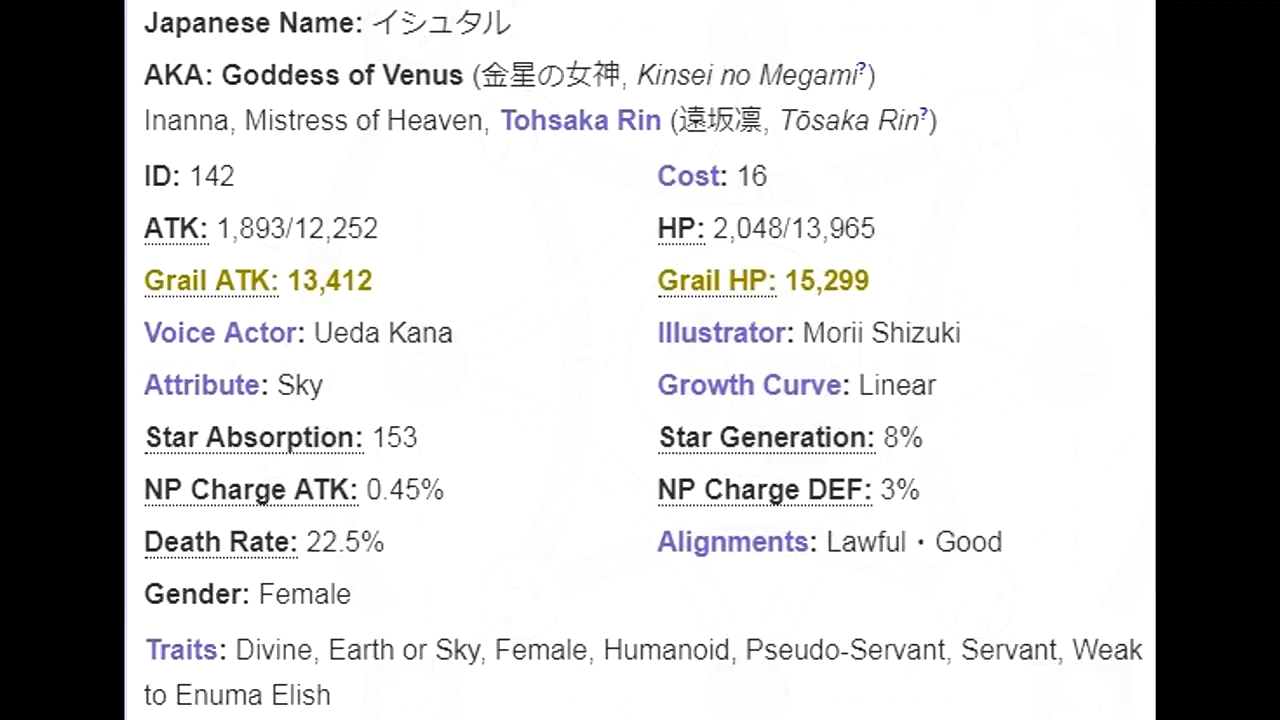 Japanese Name: イシュタル
AKA: Goddess of Venus (金星の女神, Kinsei no Megami?)
Inanna, Mistress of Heaven, Tohsaka Rin (遠坂凛, Tōsaka Rin?)
ID: 142 Cost: 16
ATK: 1,893/12,252 HP: 2,048/13,965
Grail ATK: 13,412 Grail HP: 15,299
Voice Actor: Ueda Kana Illustrator: Morii Shizuki
Attribute: Sky Growth Curve: Linear
Star Absorption: 153 Star Generation: 8%
NP Charge ATK: 0.45% NP Charge DEF: 3%
Death Rate: 22.5% Alignments: Lawful・Good
Gender: Female
Traits: Divine, Earth or Sky, Female, Humanoid, Pseudo-Servant, Servant, Weak
to Enuma Elish